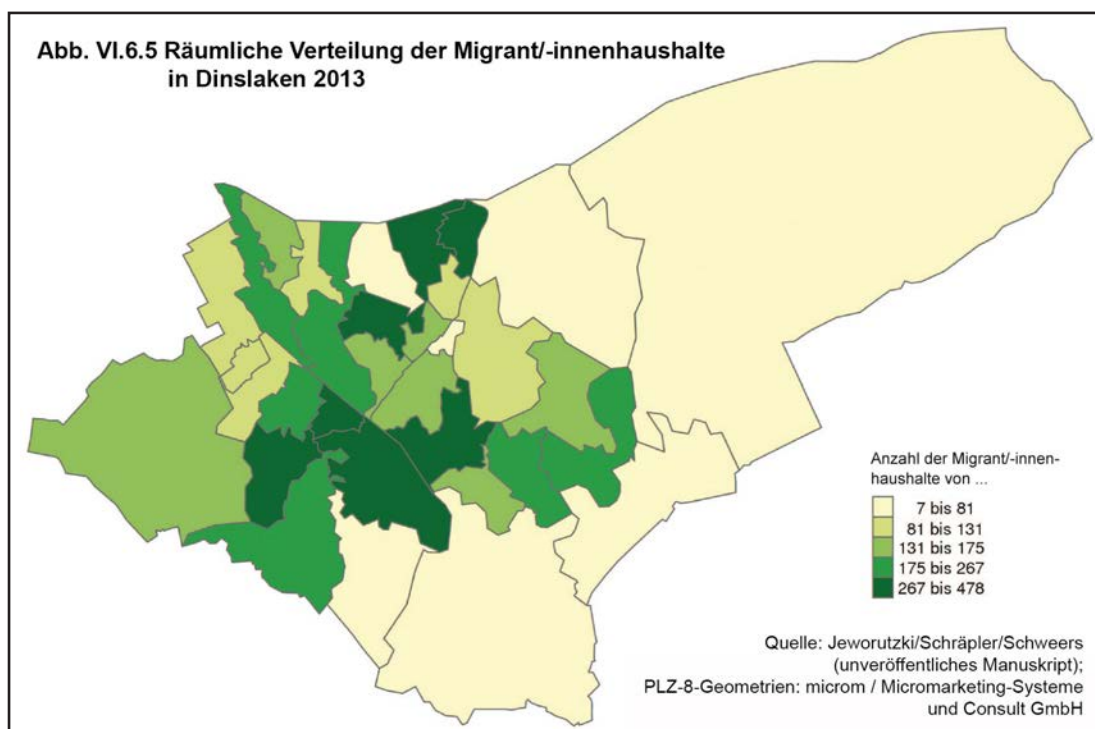 Abb. VI.6.5 Räumliche Verteilung der Migrant/-innenhaushalte
in Dinslaken 2013
Anzahl der Migrant/-innen-
haushalte von ...
7 bis 81
81 bis 131
131 bis 175
175 bis 267
267 bis 478
Quelle: Jeworutzki/Schräpler/Schweers
(unveröffentliches Manuskript);
PLZ-8-Geometrien: microm / Micromarketing-Systeme
und Consult GmbH